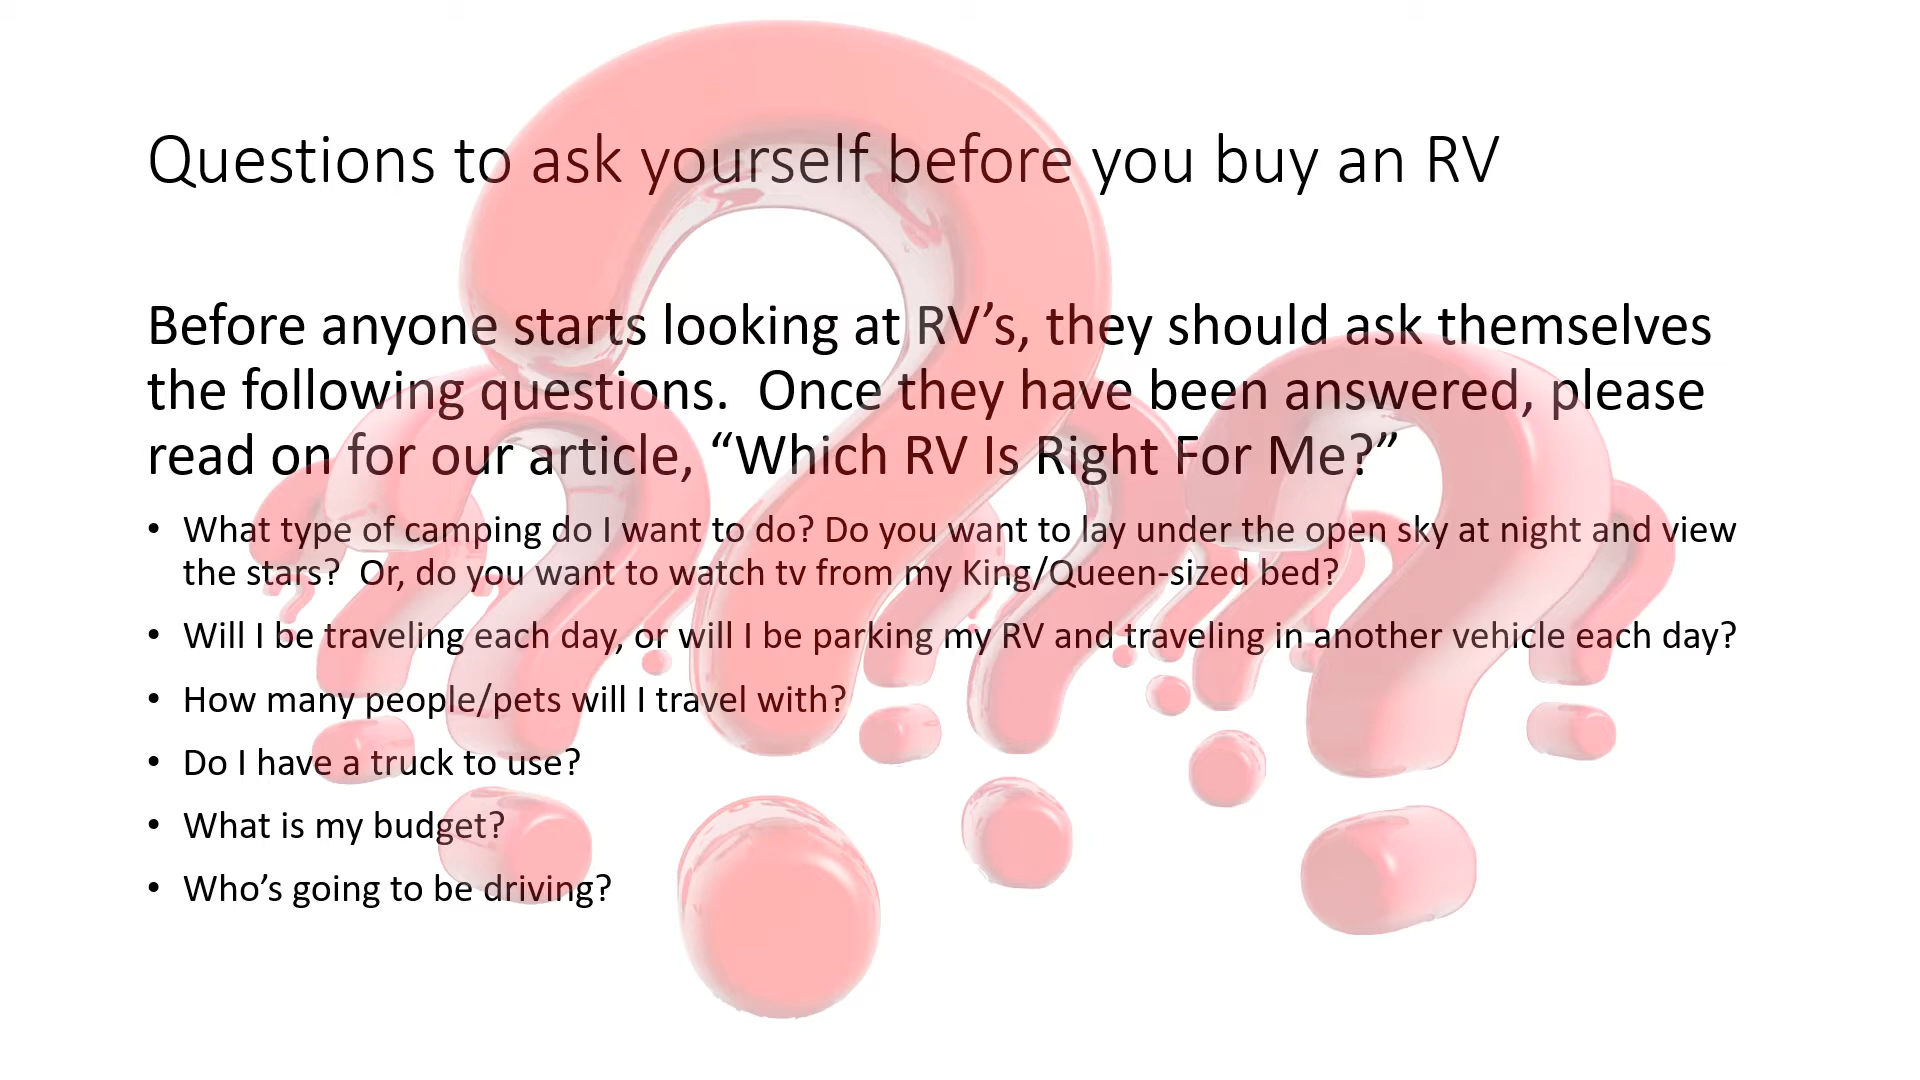 Questions to ask yourself before you buy an RV
Before anyone starts looking at RV’s, they should ask themselves
the following questions.  Once they have been answered, please
read on for our article, “Which RV Is Right For Me?”
• What type of camping do I want to do? Do you want to lay under the open sky at night and view
the stars?  Or, do you want to watch tv from my King/Queen-sized bed?
• Will I be traveling each day, or will I be parking my RV and traveling in another vehicle each day?
• How many people/pets will I travel with?
• Do I have a truck to use?
• What is my budget?
• Who’s going to be driving?